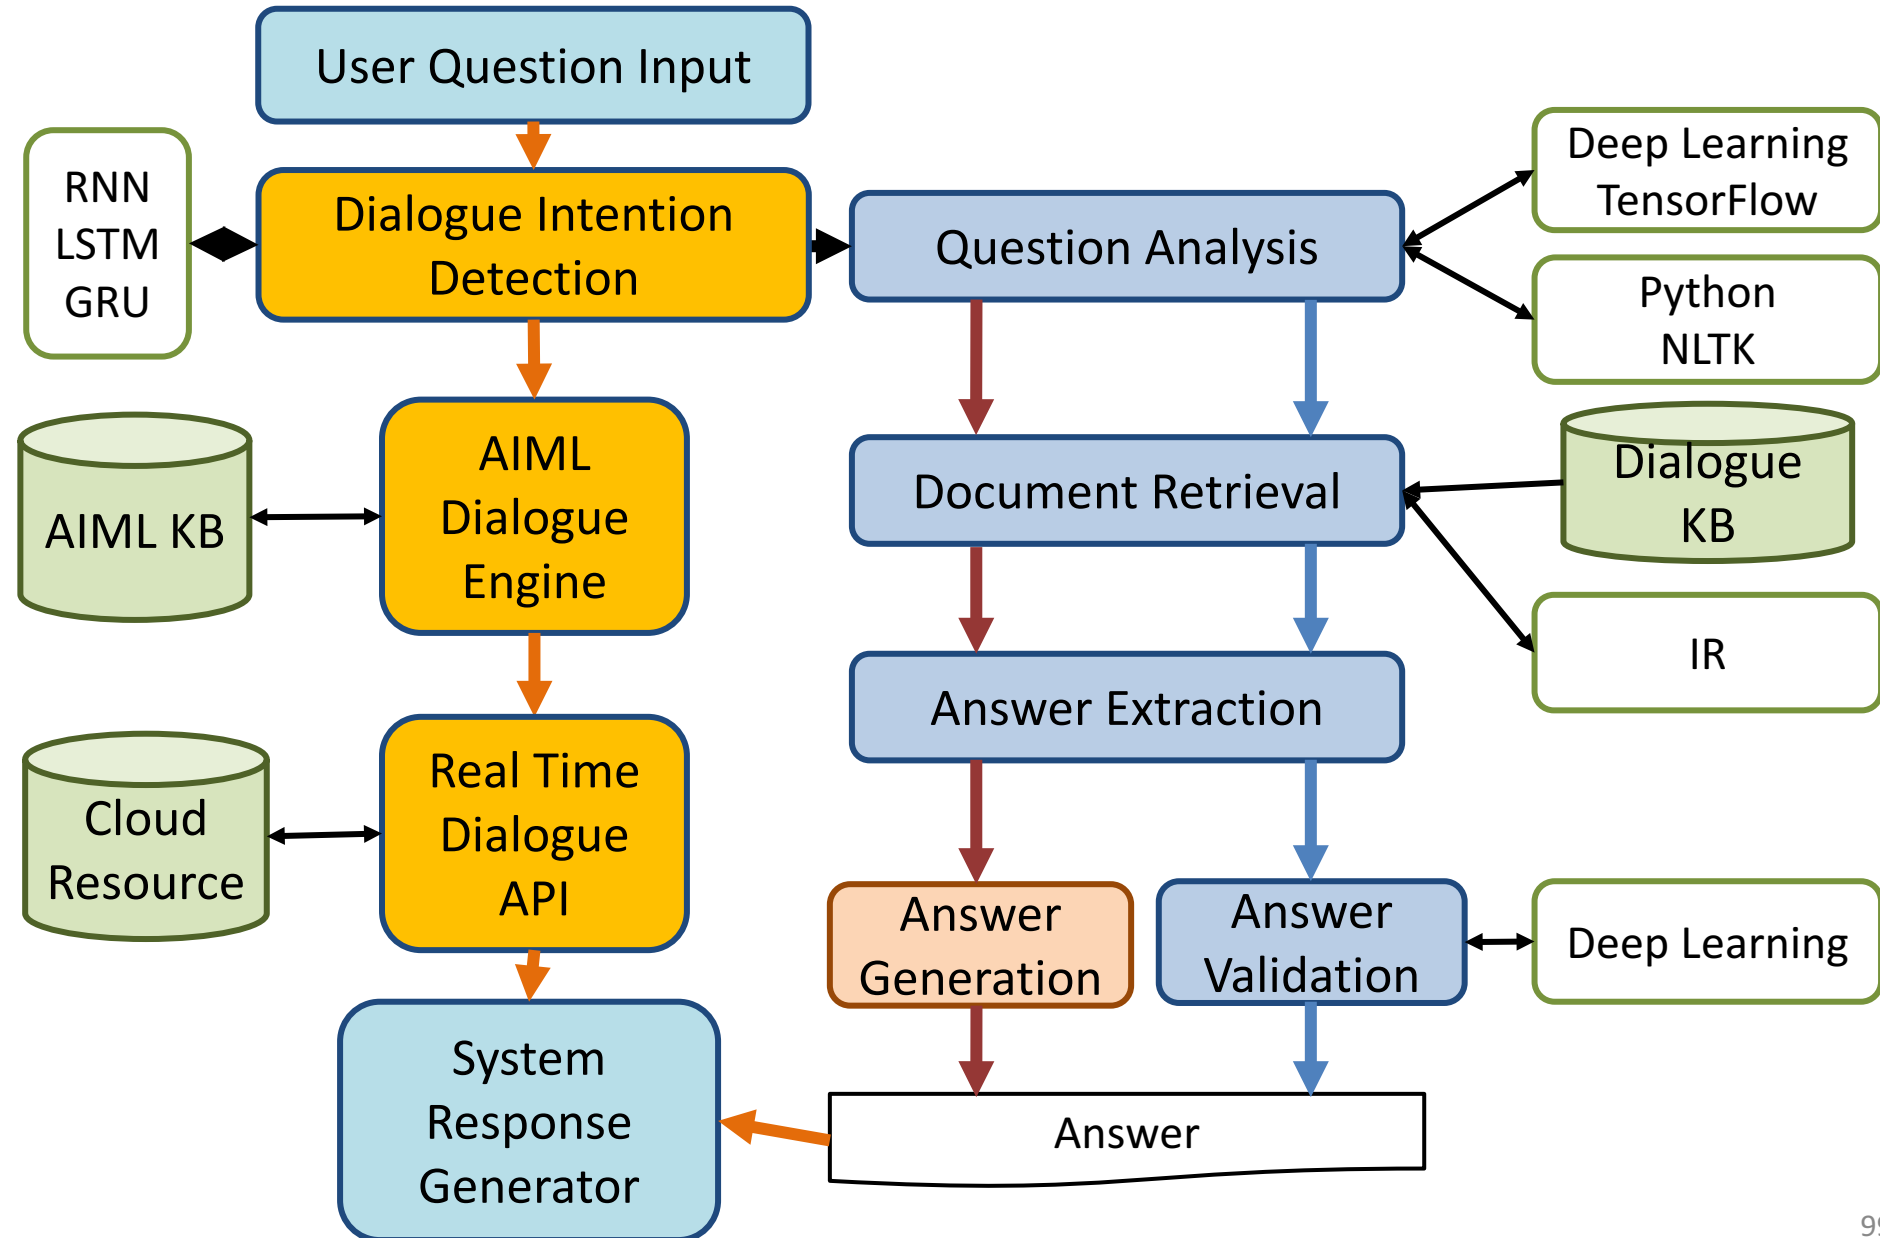 User Question Input
RNN
LSTM
GRU
Dialogue Intention
Detection
Question Analysis
Deep Learning
TensorFlow
Python
NLTK
AIML KB
AIML
Dialogue
Engine
Document Retrieval
Dialogue
KB
IR
Answer Extraction
Cloud
Resource
Real Time
Dialogue
API
Answer
Generation
Answer
Validation
Deep Learning
System
Response
Generator
Answer